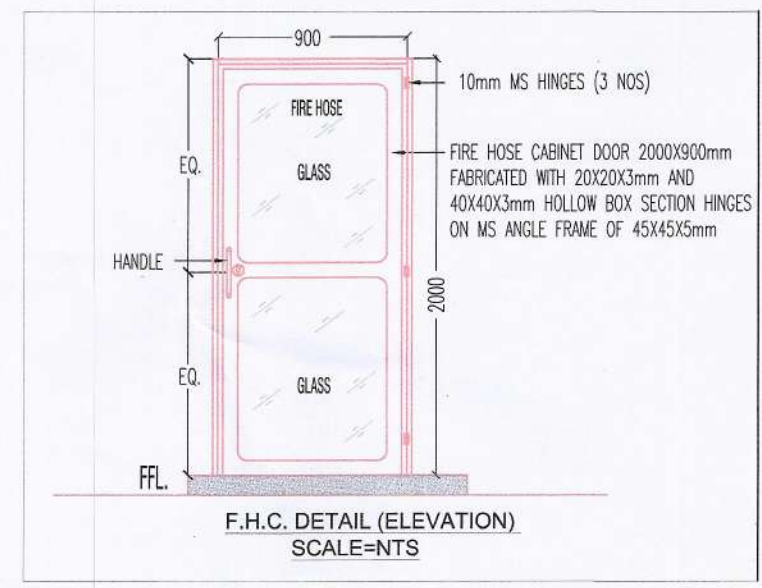 900
10mm MS HINGES (3 NOS)
FIRE HOSE
EQ.
GLASS
FIRE HOSE CABINET DOOR 2000X900mm
FABRICATED WITH 20X20X3mm AND
40X40X3mm HOLLOW BOX SECTION HINGES
ON MS ANGLE FRAME OF 45X45X5mm
HANDLE
2000
EQ.
GLASS
FFL.
F.H.C. DETAIL (ELEVATION)
SCALE=NTS